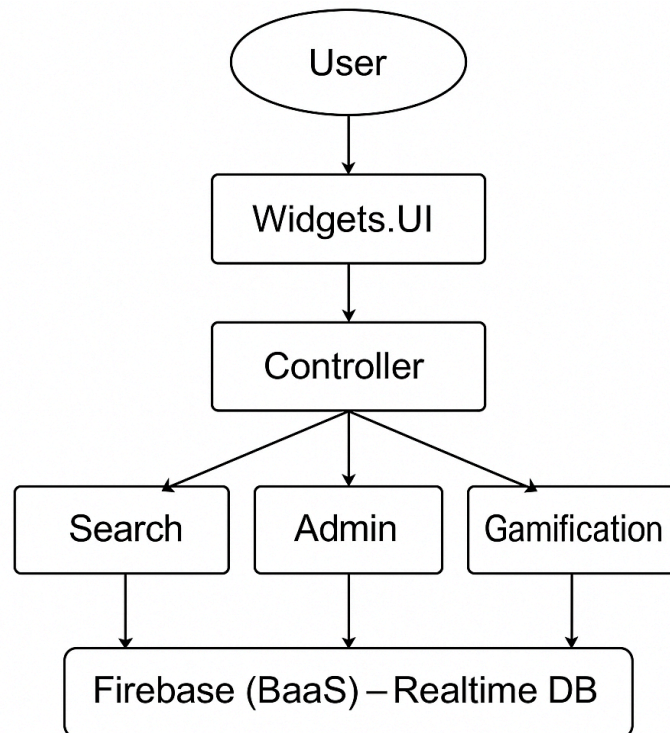 User
Widgets.UI
Controller
Search
Admin
Gamification
Firebase (BaaS) – Realtime DB